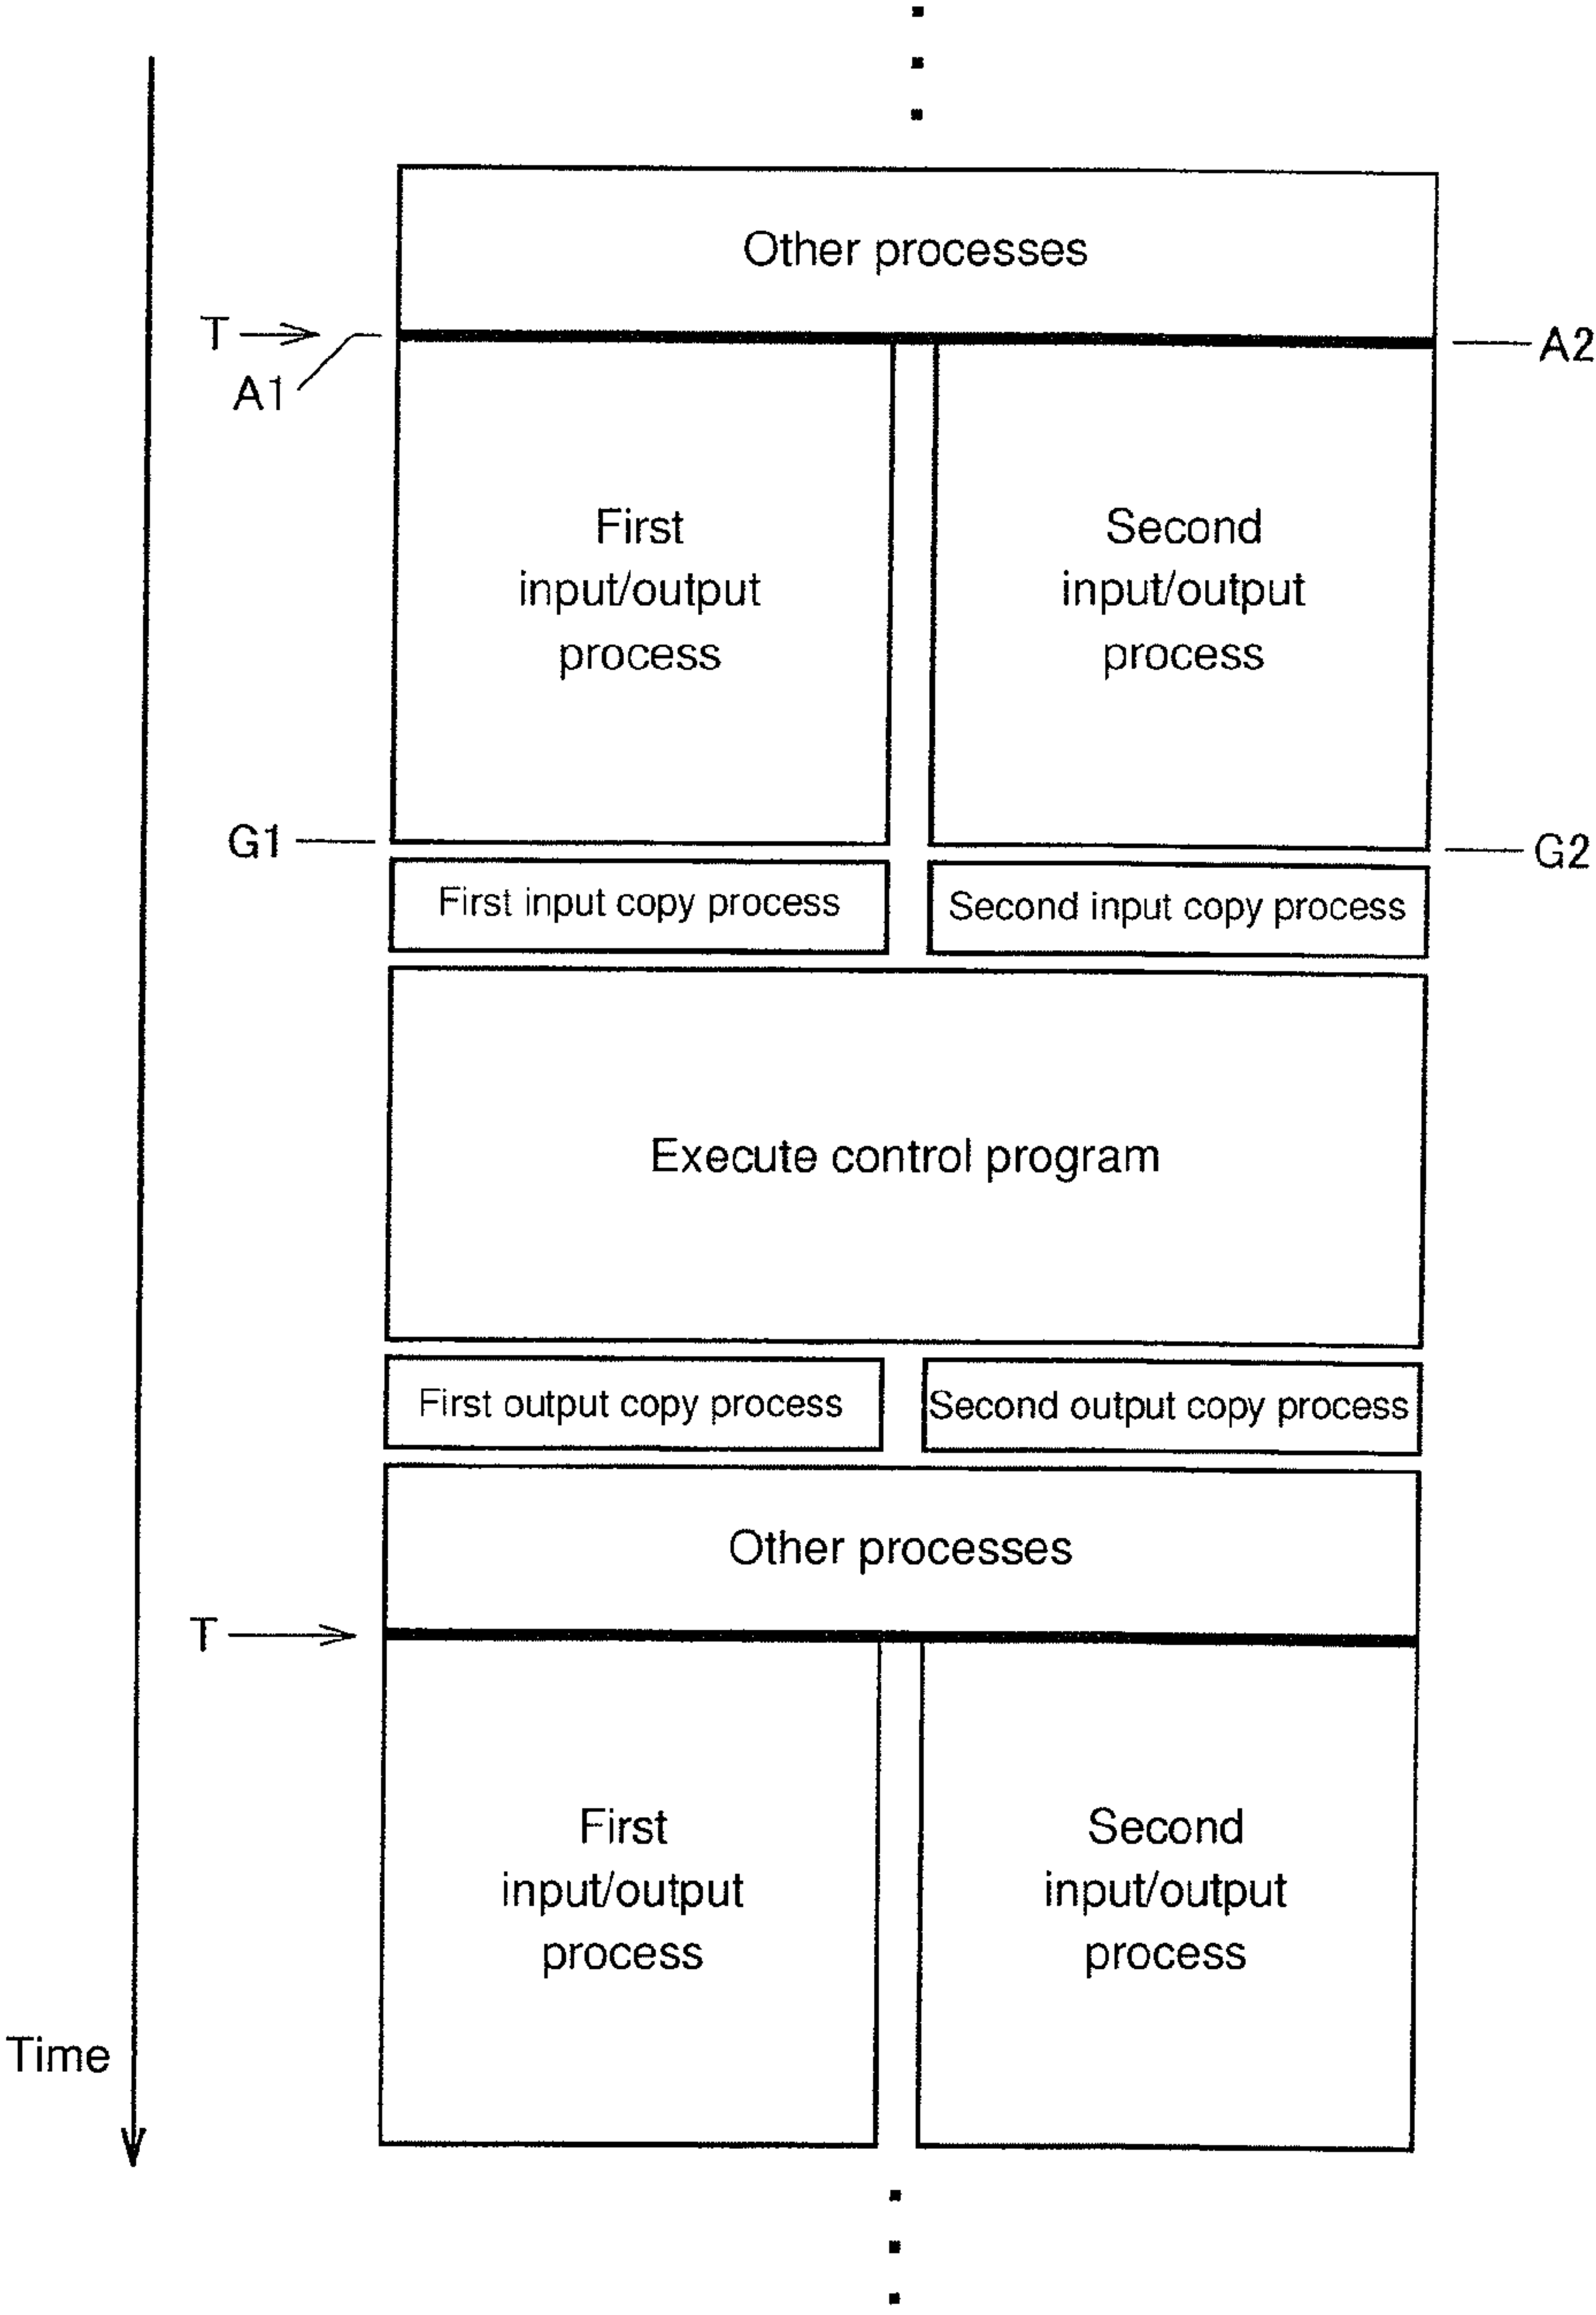 Other processes
T
A1
A2
First
input/output
process
Second
input/output
process
G1
G2
First input copy process
Second input copy process
Execute control program
First output copy process
Second output copy process
Other processes
T
First
input/output
process
Second
input/output
process
Time